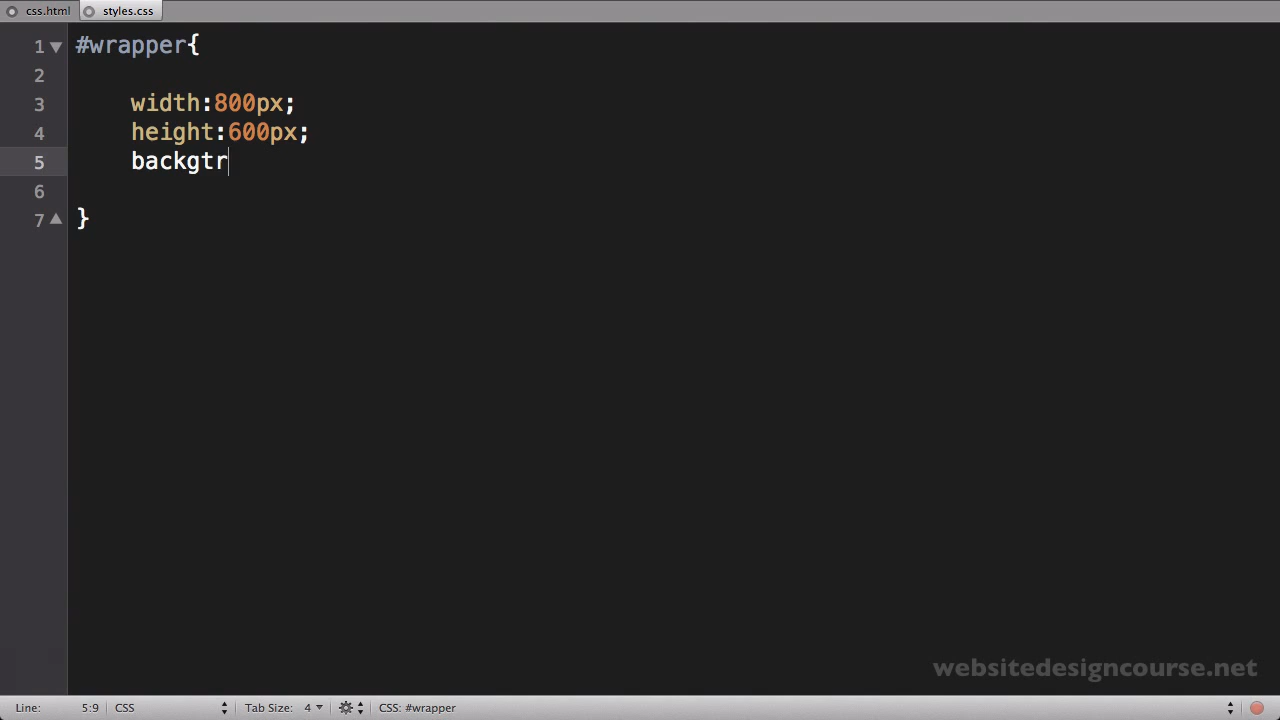 css.html styles.css
1 #wrapper{
2
3 width:800px;
4 height:600px;
5 backgtr
6
7 }
websitedesigncourse.net
Line: 5:9 CSS Tab Size: 4 CSS: #wrapper